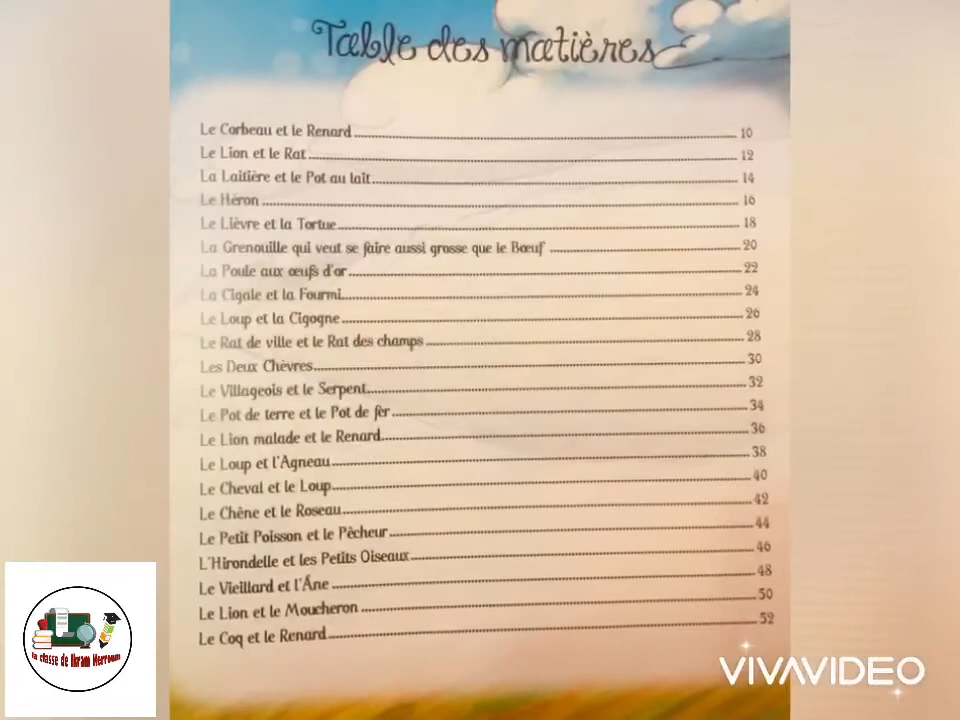 Table des matières
Le Corbeau et le Renard 10
Le Lion et le Rat 12
La Laitière et le Pot au lait 14
Le Héron 16
Le Lièvre et la Tortue 18
La Grenouille qui veut se faire aussi grosse que le Bœuf 20
La Poule aux œufs d'or 22
La Cigale et la Fourmi 24
Le Loup et la Cigogne 26
Le Rat de ville et le Rat des champs 28
Les Deux Chèvres 30
Le Villageois et le Serpent 32
Le Pot de terre et le Pot de fer 34
Le Lion malade et le Renard 36
Le Loup et l'Agneau 38
Le Cheval et le Loup 40
Le Chêne et le Roseau 42
Le Petit Poisson et le Pêcheur 44
L'Hirondelle et les Petits Oiseaux 46
Le Vieillard et l'Âne 48
Le Lion et le Moucheron 50
Le Coq et le Renard 52
la classe de Ikram Merroum
VIVAVIDEO